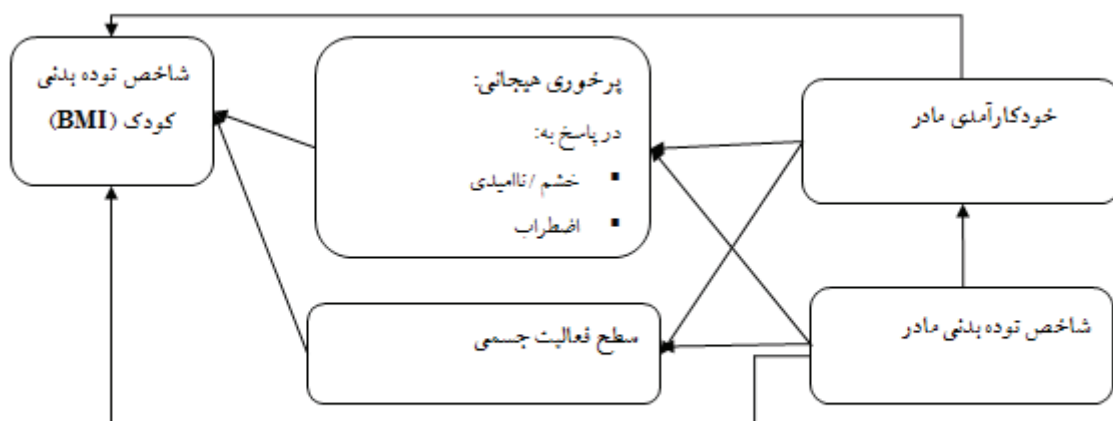 خودکارآمدی مادر
شاخص توده بدنی مادر
پرخوری هیجانی:
در پاسخ به:
▪ خشم /ناامیدی
▪ اضطراب
سطح فعالیت جسمی
شاخص توده بدنی
کودک (BMI)